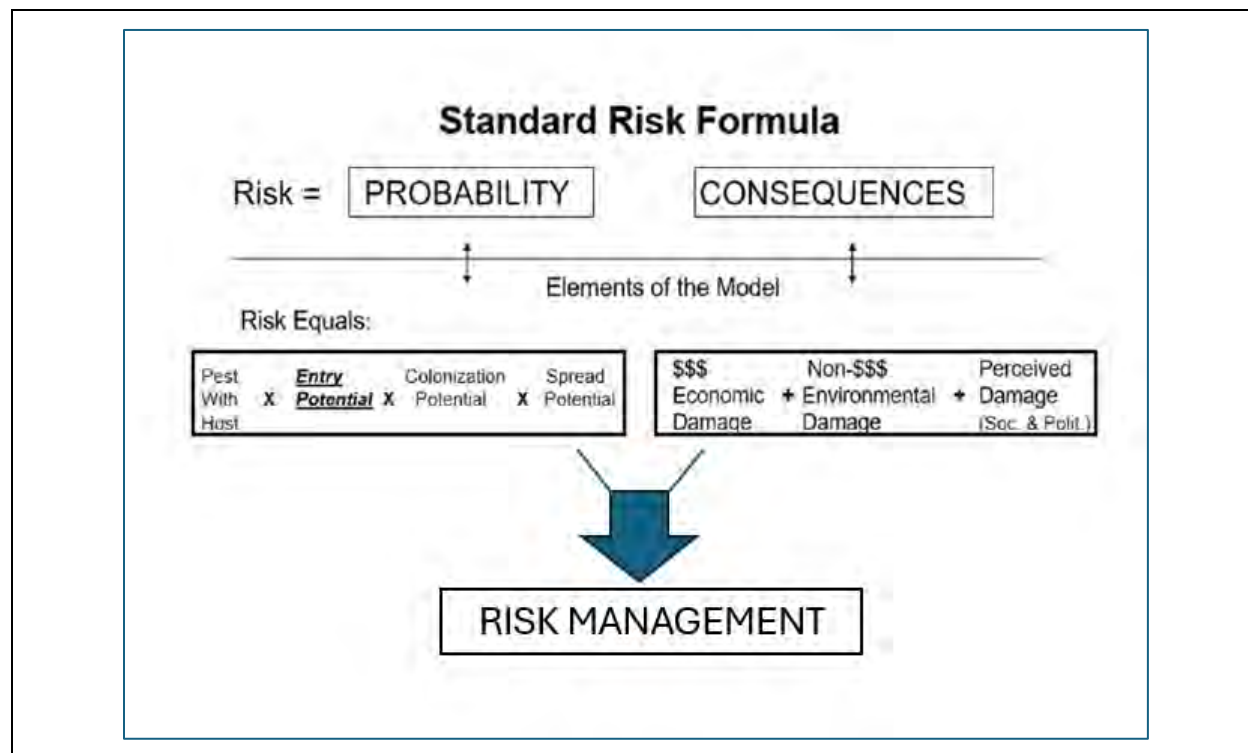 Standard Risk Formula
Risk = PROBABILITY CONSEQUENCES
Elements of the Model
Risk Equals:
Pest With Host X Entry Potential X Colonization Potential X Spread Potential
$$$ Economic Damage + Non-$$$ Environmental Damage + Perceived Damage (Soc. & Polit.)
RISK MANAGEMENT